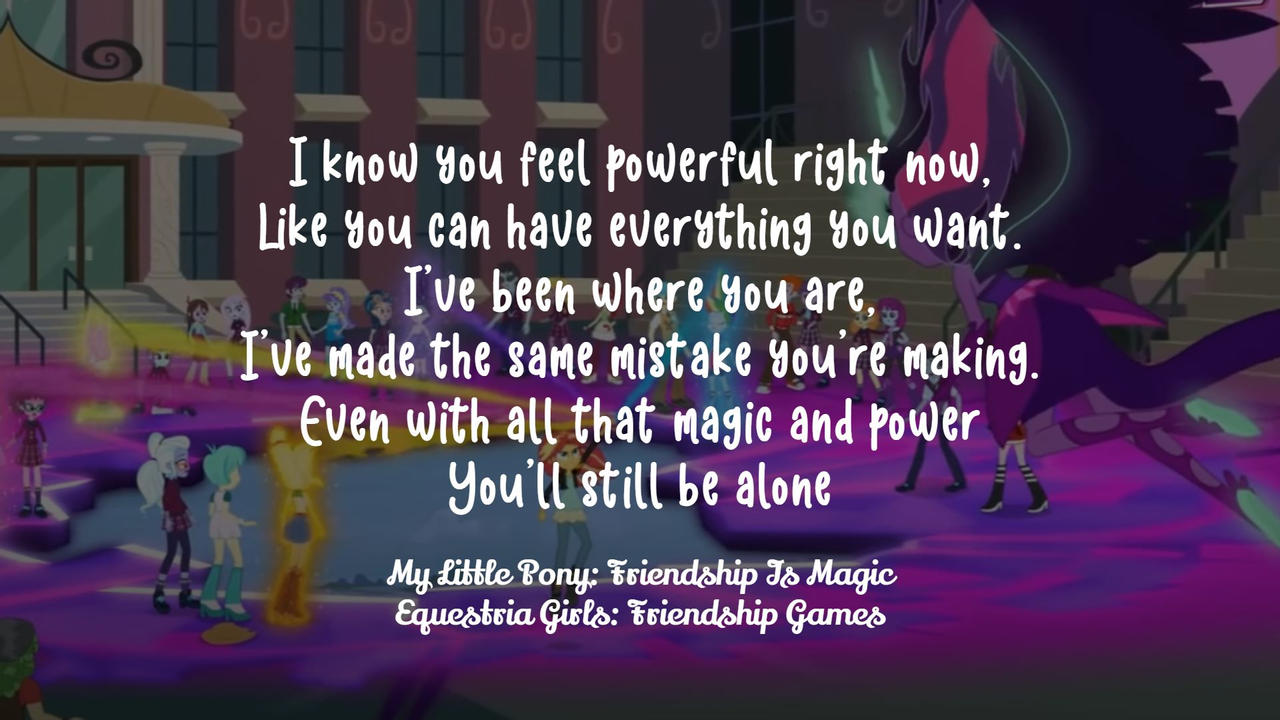 I know you feel powerful right now,
Like you can have everything you want.
I've been where you are,
I've made the same mistake you're making.
Even with all that magic and power
You'll still be alone
My Little Pony: Friendship Is Magic
Equestria Girls: Friendship Games